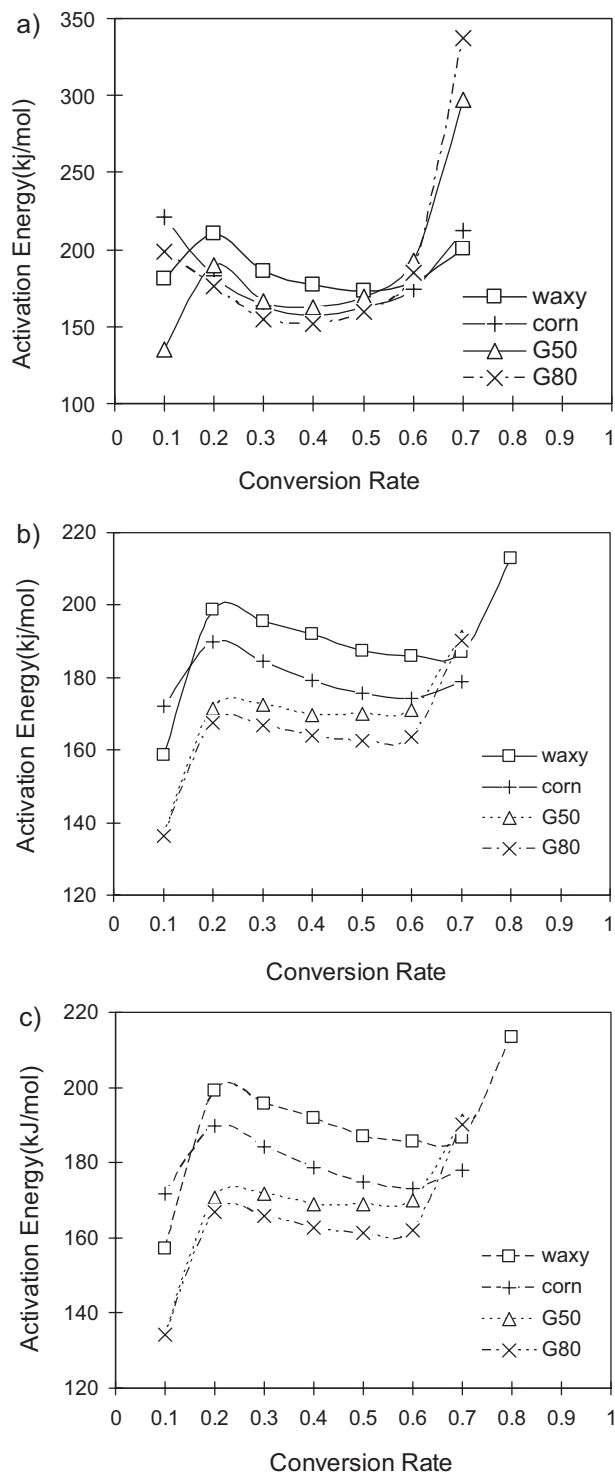 a)
350
300
250
200
150
100
Activation Energy(kj/mol)
waxy
corn
G50
G80
0 0.1 0.2 0.3 0.4 0.5 0.6 0.7 0.8 0.9 1
Conversion Rate
b)
220
200
180
160
140
120
Activation Energy(kj/mol)
waxy
corn
G50
G80
0 0.1 0.2 0.3 0.4 0.5 0.6 0.7 0.8 0.9 1
Conversion Rate
c)
220
200
180
160
140
120
Activation Energy(kJ/mol)
waxy
corn
G50
G80
0 0.1 0.2 0.3 0.4 0.5 0.6 0.7 0.8 0.9 1
Conversion Rate